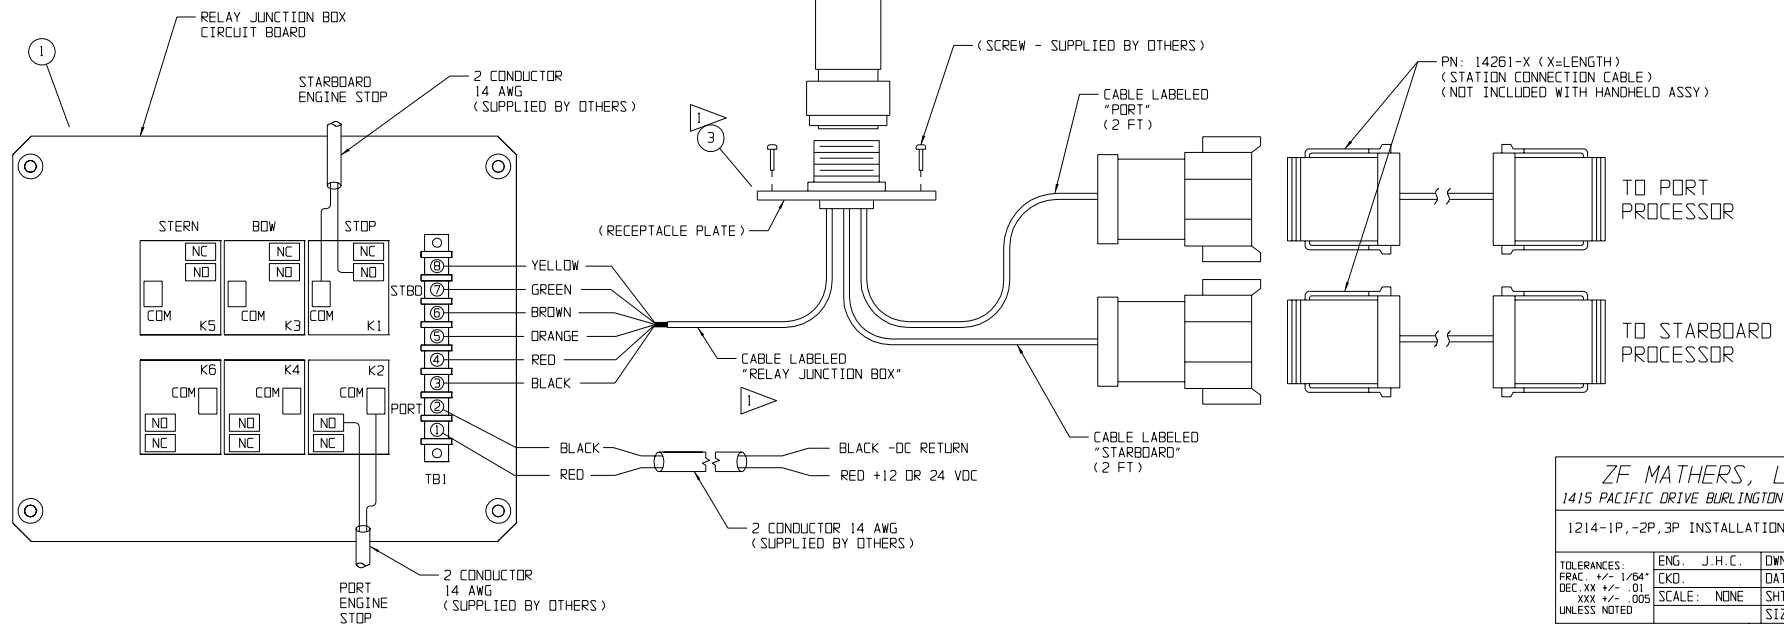 RELAY JUNCTION BOX
CIRCUIT BOARD
1
STARBOARD
ENGINE STOP
2 CONDUCTOR
14 AWG
(SUPPLIED BY OTHERS)
STERN
BOW
STOP
NC
NO
COM
K5
NC
NO
COM
K3
NC
NO
COM
K1
K6
COM
NO
NC
K4
COM
NO
NC
K2
COM
NO
NC
STBD
PORT
8
7
6
5
4
3
2
1
TB1
YELLOW
GREEN
BROWN
ORANGE
RED
BLACK
BLACK
RED
BLACK -DC RETURN
RED +12 OR 24 VDC
2 CONDUCTOR 14 AWG
(SUPPLIED BY OTHERS)
PORT
ENGINE
STOP
2 CONDUCTOR
14 AWG
(SUPPLIED BY OTHERS)
1
3
(SCREW - SUPPLIED BY OTHERS)
(RECEPTACLE PLATE)
CABLE LABELED
"RELAY JUNCTION BOX"
1
CABLE LABELED
"PORT"
(2 FT)
CABLE LABELED
"STARBOARD"
(2 FT)
PN: 14261-X (X=LENGTH)
(STATION CONNECTION CABLE)
(NOT INCLUDED WITH HANDHELD ASSY)
TO PORT
PROCESSOR
TO STARBOARD
PROCESSOR
ZF MATHERS, L
1415 PACIFIC DRIVE BURLINGTON
1214-1P,-2P,3P INSTALLATION
TOLERANCES:
FRAC. +/- 1/64"
DEC.XX +/- .01
XXX +/- .005
UNLESS NOTED
ENG. J.H.C.
DWN
CKD.
DAT
SCALE: NONE
SHT
SIZ